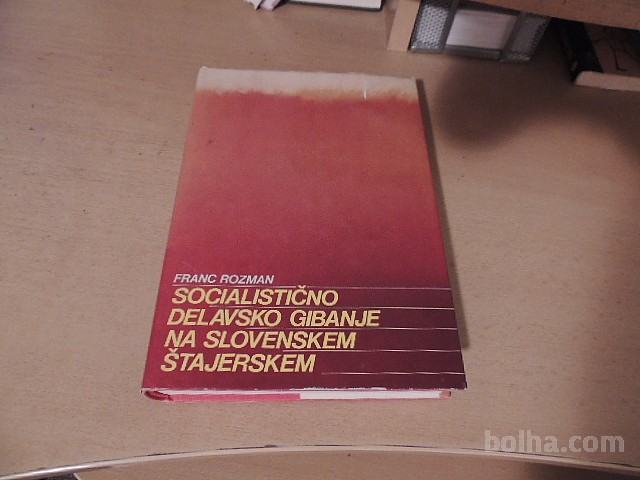 FRANC ROZMAN
SOCIALISTIČNO
DELAVSKO GIBANJE
NA SLOVENSKEM
ŠTAJERSKEM
bolha.com